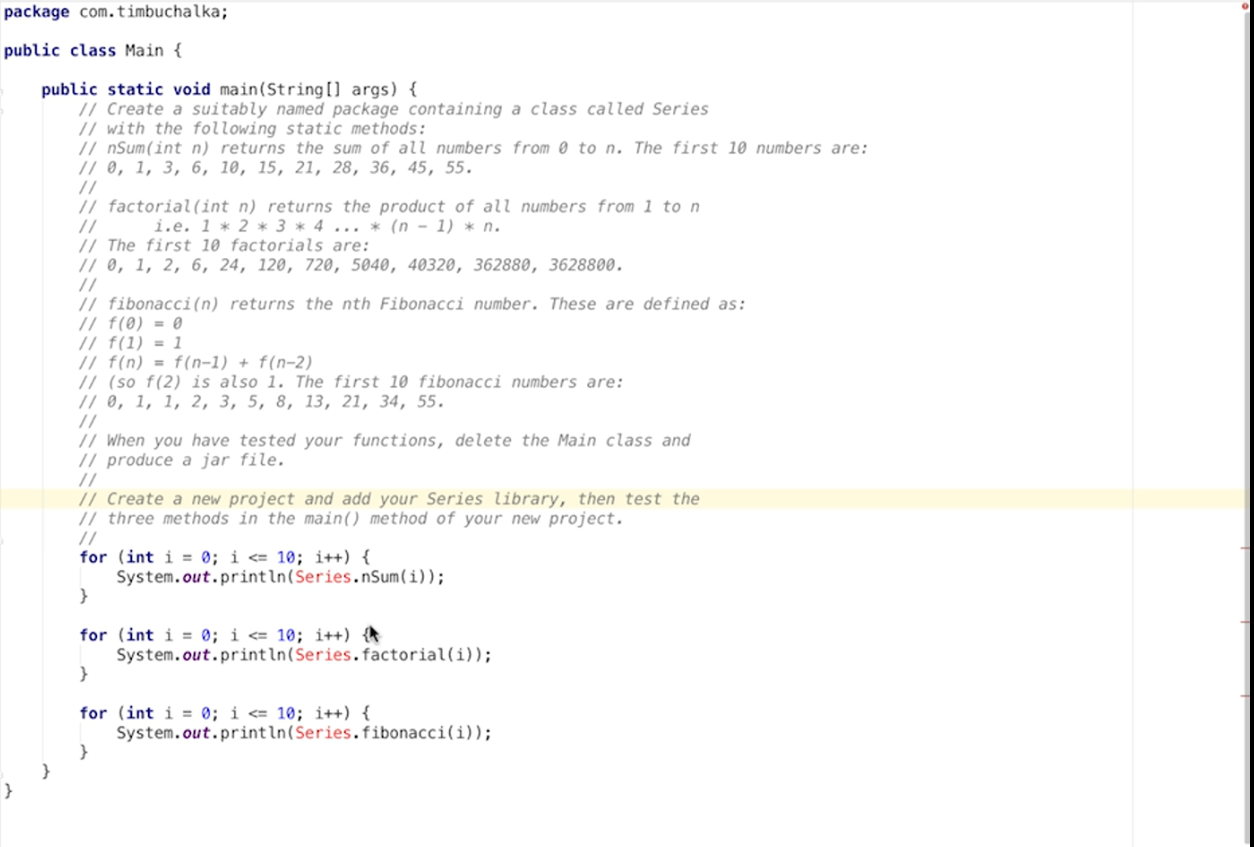 package com.timbuchalka;
public class Main {
public static void main(String[] args) {
// Create a suitably named package containing a class called Series
// with the following static methods:
// nSum(int n) returns the sum of all numbers from 0 to n. The first 10 numbers are:
// 0, 1, 3, 6, 10, 15, 21, 28, 36, 45, 55.
//
// factorial(int n) returns the product of all numbers from 1 to n
//      i.e. 1 * 2 * 3 * 4 ... * (n - 1) * n.
// The first 10 factorials are:
// 0, 1, 2, 6, 24, 120, 720, 5040, 40320, 362880, 3628800.
//
// fibonacci(n) returns the nth Fibonacci number. These are defined as:
// f(0) = 0
// f(1) = 1
// f(n) = f(n-1) + f(n-2)
// (so f(2) is also 1. The first 10 fibonacci numbers are:
// 0, 1, 1, 2, 3, 5, 8, 13, 21, 34, 55.
//
// When you have tested your functions, delete the Main class and
// produce a jar file.
//
// Create a new project and add your Series library, then test the
// three methods in the main() method of your new project.
//
for (int i = 0; i <= 10; i++) {
System.out.println(Series.nSum(i));
}
for (int i = 0; i <= 10; i++) {
System.out.println(Series.factorial(i));
}
for (int i = 0; i <= 10; i++) {
System.out.println(Series.fibonacci(i));
}
}
}